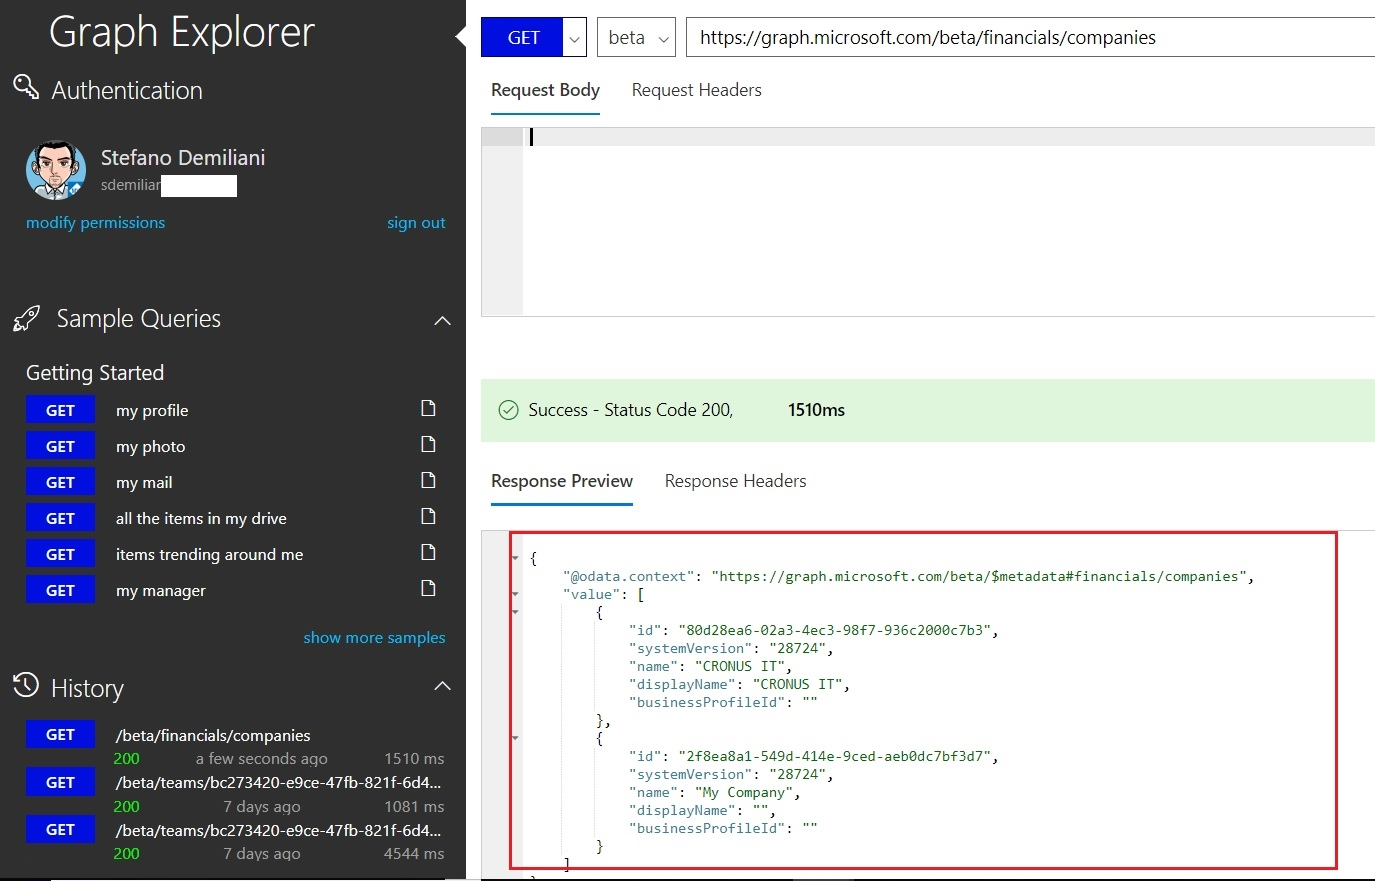 Graph Explorer
Authentication
Stefano Demiliani
sdemiliar
modify permissions
sign out
Sample Queries
Getting Started
GET my profile
GET my photo
GET my mail
GET all the items in my drive
GET items trending around me
GET my manager
show more samples
History
GET /beta/financials/companies
200 a few seconds ago 1510 ms
GET /beta/teams/bc273420-e9ce-47fb-821f-6d4...
200 7 days ago 1081 ms
GET /beta/teams/bc273420-e9ce-47fb-821f-6d4...
200 7 days ago 4544 ms
GET beta https://graph.microsoft.com/beta/financials/companies
Request Body Request Headers
Success - Status Code 200, 1510ms
Response Preview Response Headers
{
"@odata.context": "https://graph.microsoft.com/beta/$metadata#financials/companies",
"value": [
{
"id": "80d28ea6-02a3-4ec3-98f7-936c2000c7b3",
"systemVersion": "28724",
"name": "CRONUS IT",
"displayName": "CRONUS IT",
"businessProfileId": ""
},
{
"id": "2f8ea8a1-549d-414e-9ced-aeb0dc7bf3d7",
"systemVersion": "28724",
"name": "My Company",
"displayName": "",
"businessProfileId": ""
}
]